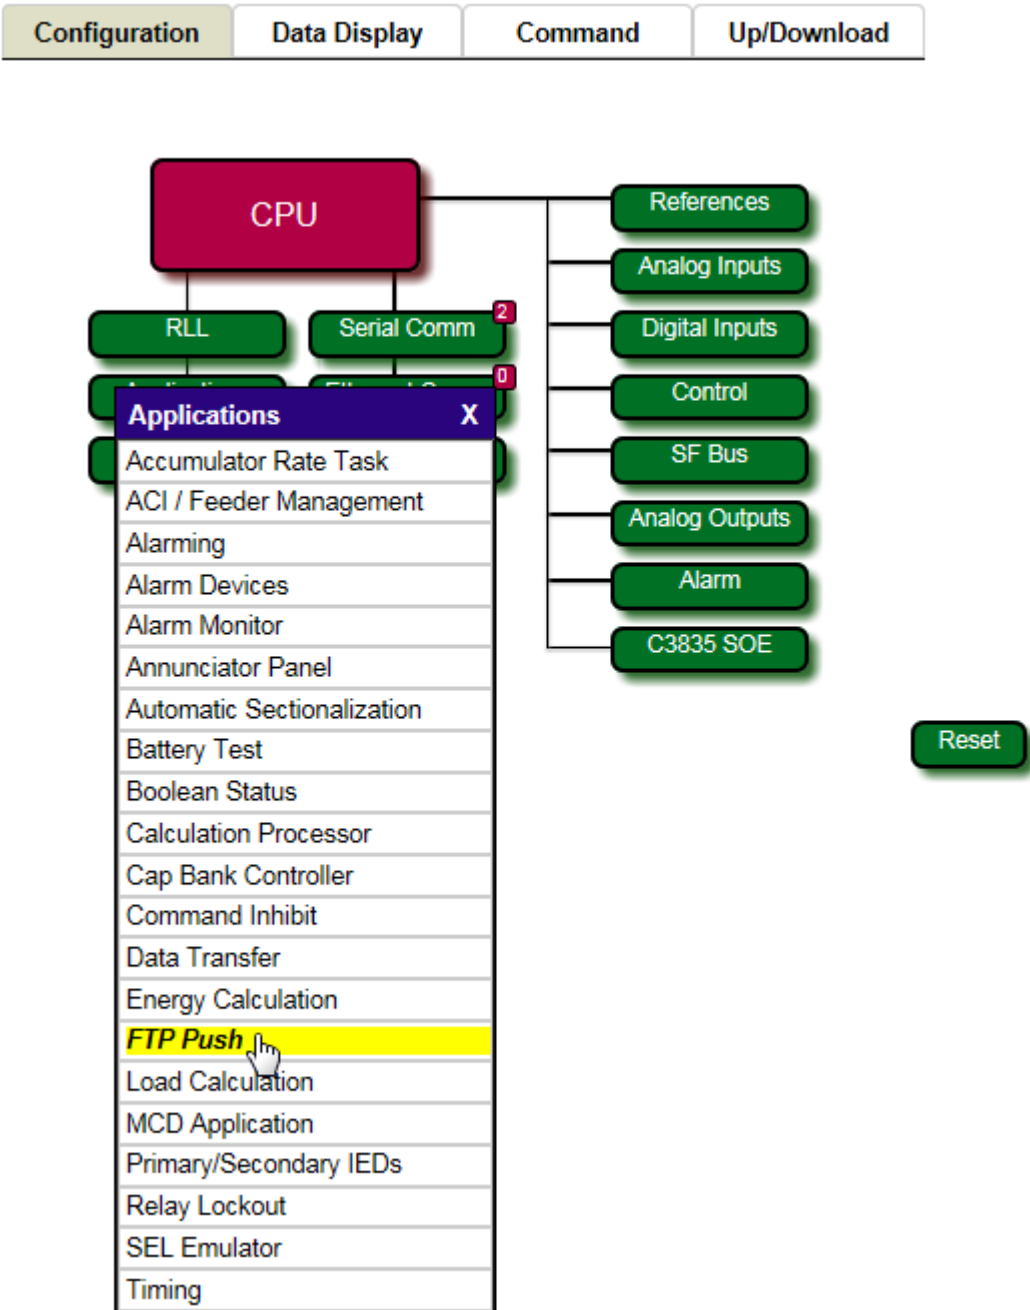 Configuration
Data Display
Command
Up/Download
CPU
References
Analog Inputs
RLL
Serial Comm
2
Digital Inputs
0
Control
Applications X
SF Bus
Accumulator Rate Task
ACI / Feeder Management
Analog Outputs
Alarming
Alarm Devices
Alarm
Alarm Monitor
C3835 SOE
Annunciator Panel
Automatic Sectionalization
Battery Test
Reset
Boolean Status
Calculation Processor
Cap Bank Controller
Command Inhibit
Data Transfer
Energy Calculation
FTP Push
Load Calculation
MCD Application
Primary/Secondary IEDs
Relay Lockout
SEL Emulator
Timing